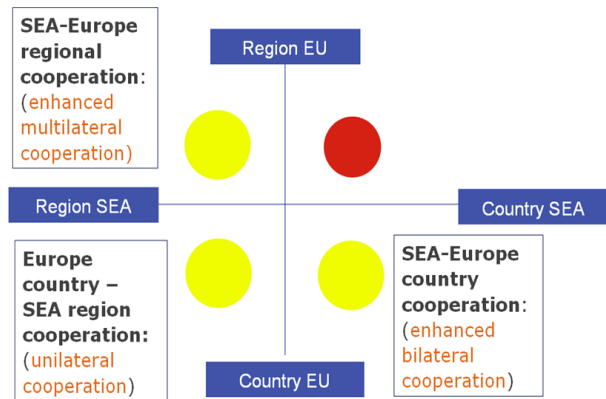 SEA-Europe
regional
cooperation:
(enhanced
multilateral
cooperation)
Region EU
Region SEA
Country SEA
Europe
country –
SEA region
cooperation:
(unilateral
cooperation)
SEA-Europe
country
cooperation:
(enhanced
bilateral
cooperation)
Country EU